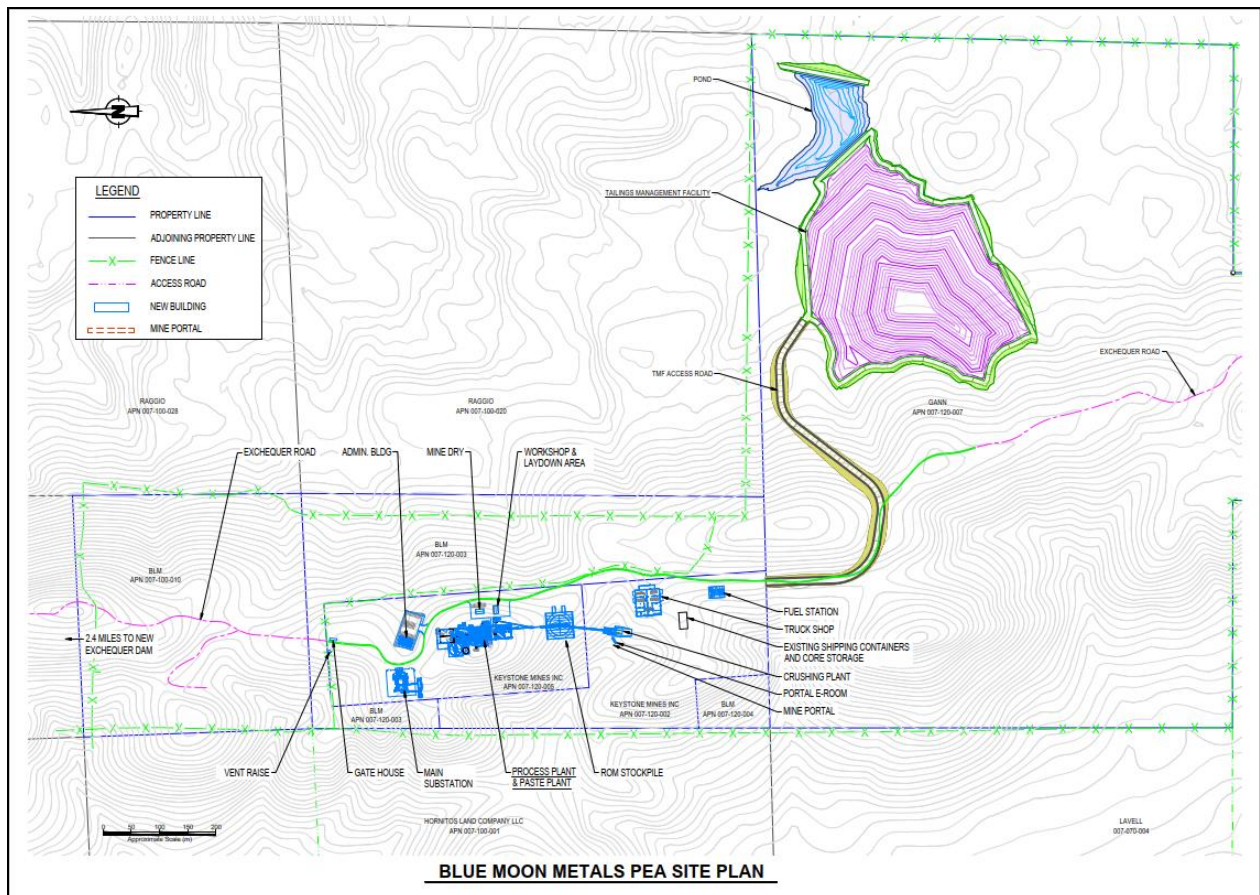 POND
N
LEGEND
PROPERTY LINE
ADJOINING PROPERTY LINE
FENCE LINE
ACCESS ROAD
NEW BUILDING
MINE PORTAL
TAILINGS MANAGEMENT FACILITY
EXCHEQUER ROAD
TMF ACCESS ROAD
RAGGIO
APN 007-100-028
RAGGIO
APN 007-100-020
GANN
APN 007-120-007
EXCHEQUER ROAD
ADMIN. BLDG
MINE DRY
WORKSHOP &
LAYDOWN AREA
BLM
APN 007-120-003
BLM
APN 007-100-010
2.4 MILES TO NEW
EXCHEQUER DAM
FUEL STATION
TRUCK SHOP
EXISTING SHIPPING CONTAINERS
AND CORE STORAGE
CRUSHING PLANT
PORTAL E-ROOM
MINE PORTAL
KEYSTONE MINES INC
APN 007-120-005
KEYSTONE MINES INC
APN 007-120-002
BLM
APN 007-120-004
BLM
APN 007-120-003
VENT RAISE
GATE HOUSE
MAIN
SUBSTATION
PROCESS PLANT
& PASTE PLANT
ROM STOCKPILE
HORNITOS LAND COMPANY LLC
APN 007-100-001
LAVELL
007-070-004
0 50 100 150 200
Approximate Scale (m)
BLUE MOON METALS PEA SITE PLAN